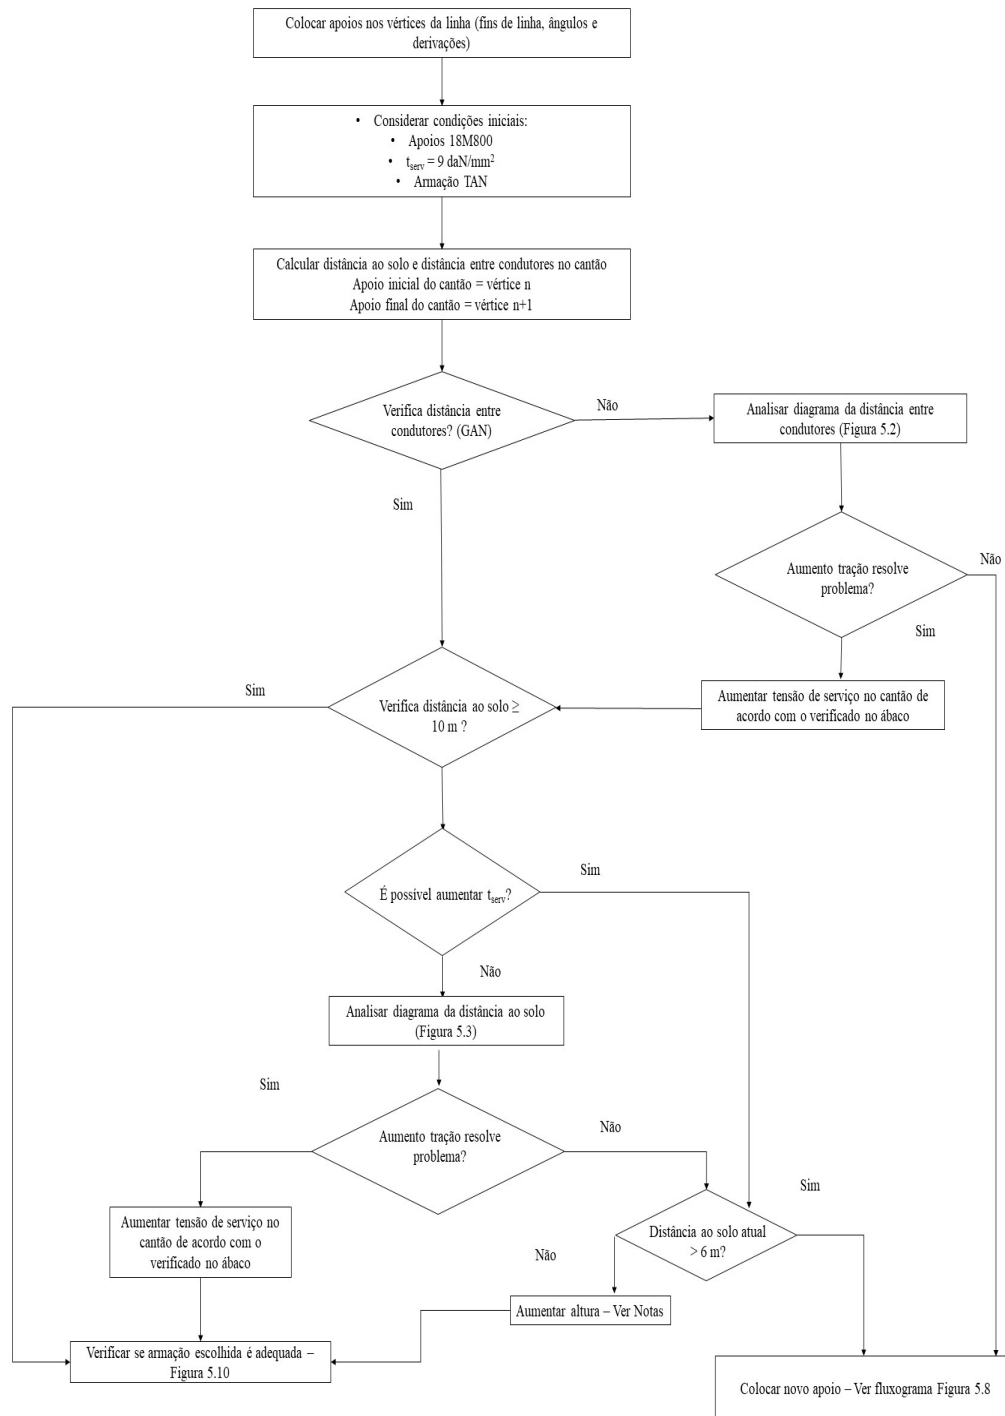 Colocar apoios nos vértices da linha (fins de linha, ângulos e
derivações)
• Considerar condições iniciais:
• Apoios 18M800
• tserv = 9 daN/mm2
• Armação TAN
Calcular distância ao solo e distância entre condutores no cantão
Apoio inicial do cantão = vértice n
Apoio final do cantão = vértice n+1
Verifica distância entre
condutores? (GAN)
Não
Analisar diagrama da distância entre
condutores (Figura 5.2)
Sim
Aumento tração resolve
problema?
Não
Sim
Aumentar tensão de serviço no cantão de
acordo com o verificado no ábaco
Sim
Verifica distância ao solo ≥
10 m ?
É possível aumentar tserv?
Sim
Não
Analisar diagrama da distância ao solo
(Figura 5.3)
Sim
Aumento tração resolve
problema?
Não
Sim
Aumentar tensão de serviço no
cantão de acordo com o
verificado no ábaco
Distância ao solo atual
> 6 m?
Não
Aumentar altura – Ver Notas
Verificar se armação escolhida é adequada –
Figura 5.10
Colocar novo apoio – Ver fluxograma Figura 5.8